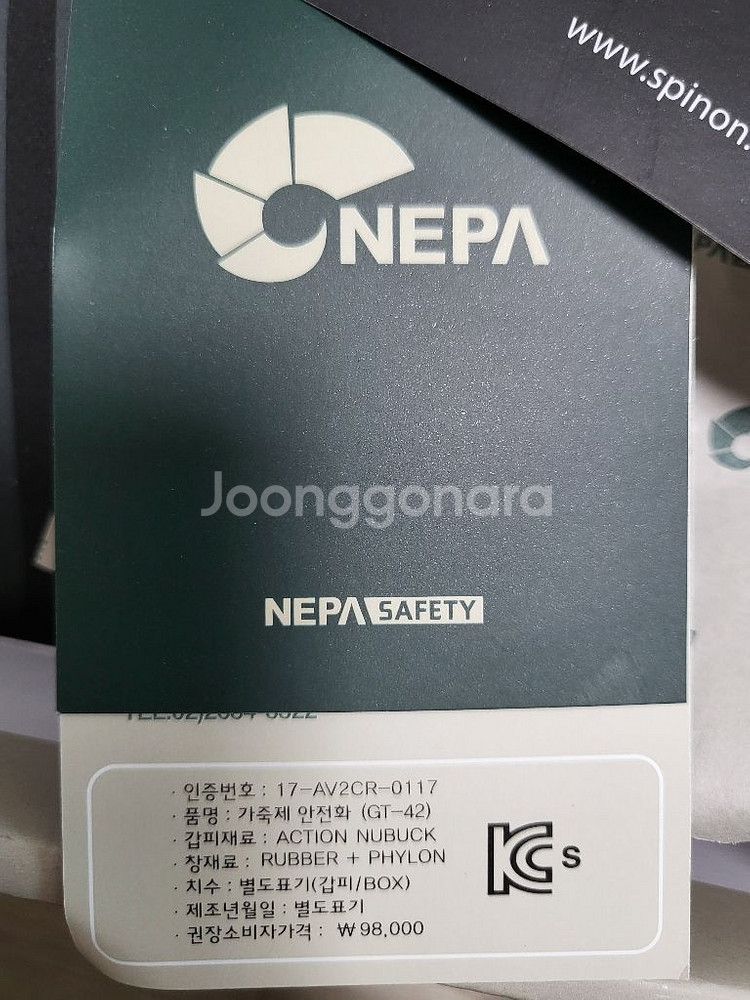 www.spinon.
NEPA
Joonggonara
NEPA SAFETY
· 인증번호 : 17-AV2CR-0117
· 품명 : 가죽제 안전화 (GT-42)
· 갑피재료 : ACTION NUBUCK
· 창재료 : RUBBER + PHYLON
· 치수 : 별도표기(갑피/BOX)
· 제조년월일 : 별도표기
· 권장소비자가격 : ₩98,000
KC s